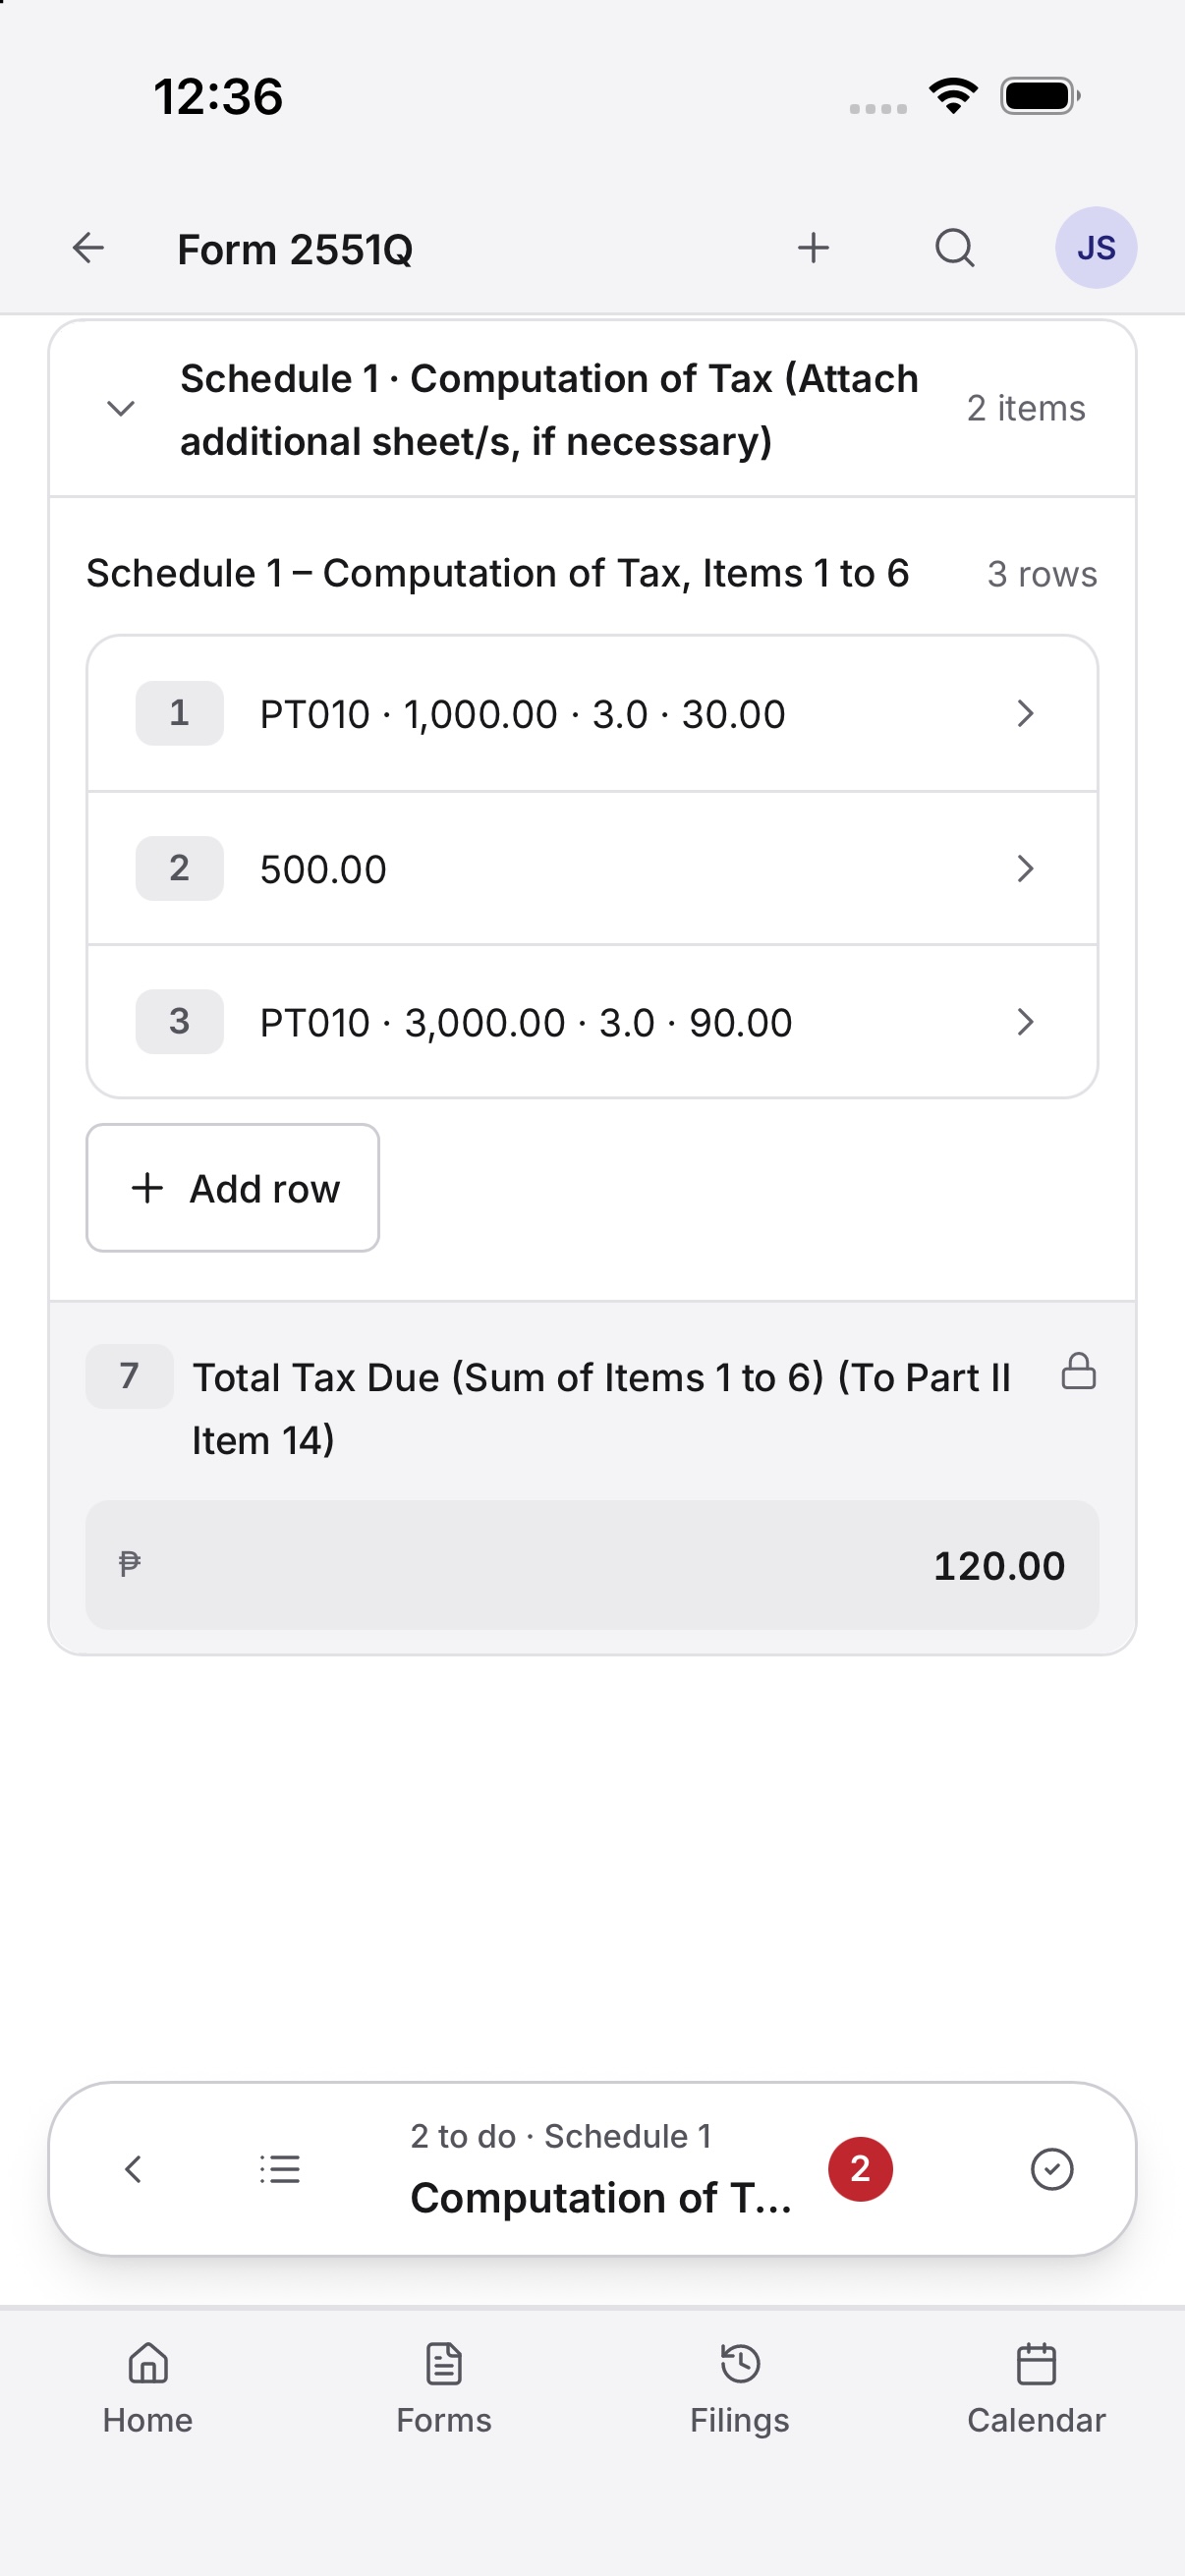 12:36
Form 2551Q
JS
Schedule 1 · Computation of Tax (Attach
additional sheet/s, if necessary)
2 items
Schedule 1 – Computation of Tax, Items 1 to 6
3 rows
1
PT010 · 1,000.00 · 3.0 · 30.00
2
500.00
3
PT010 · 3,000.00 · 3.0 · 90.00
Add row
7
Total Tax Due (Sum of Items 1 to 6) (To Part II
Item 14)
₱
120.00
2 to do · Schedule 1
Computation of T...
2
Home
Forms
Filings
Calendar